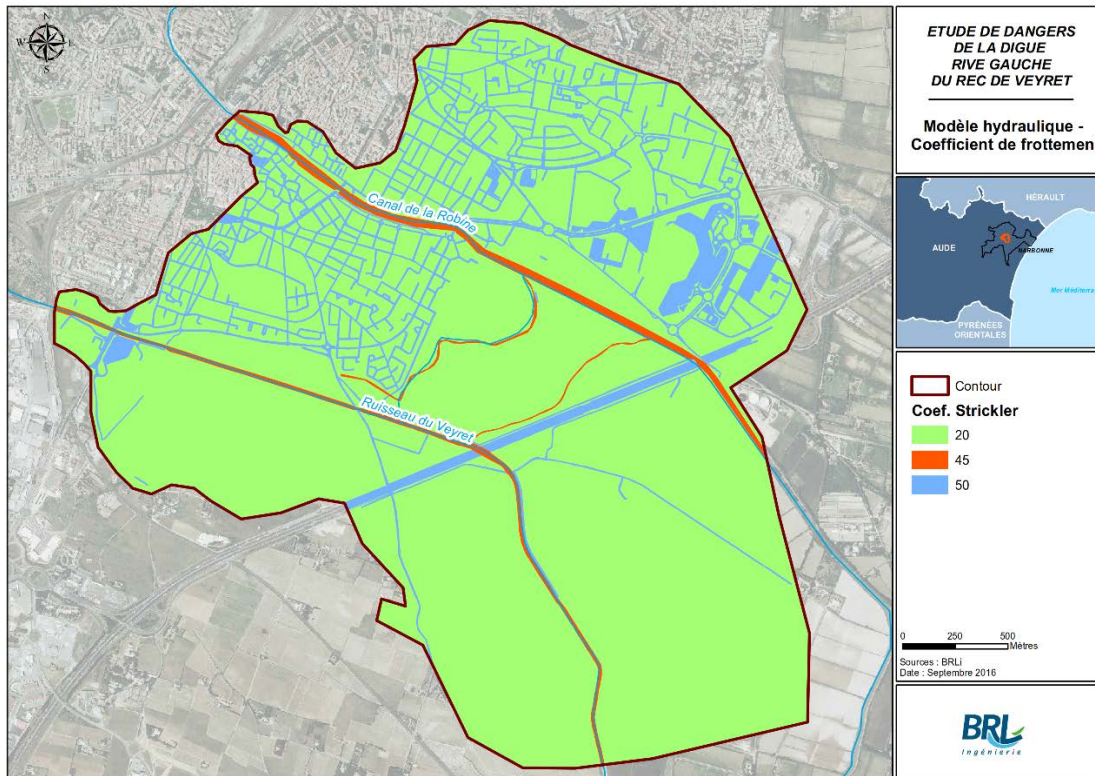 N
W
E
S
Canal de la Robine
Ruisseau du Veyret
ETUDE DE DANGERS
DE LA DIGUE
RIVE GAUCHE
DU REC DE VEYRET
Modèle hydraulique -
Coefficient de frottemen
HÉRAULT
AUDE
NARBONNE
Mer Méditerra
PYRÉNÉES
ORIENTALES
Contour
Coef. Strickler
20
45
50
0 250 500
Mètres
Sources : BRLi
Date : Septembre 2016
BRL
Ingénierie